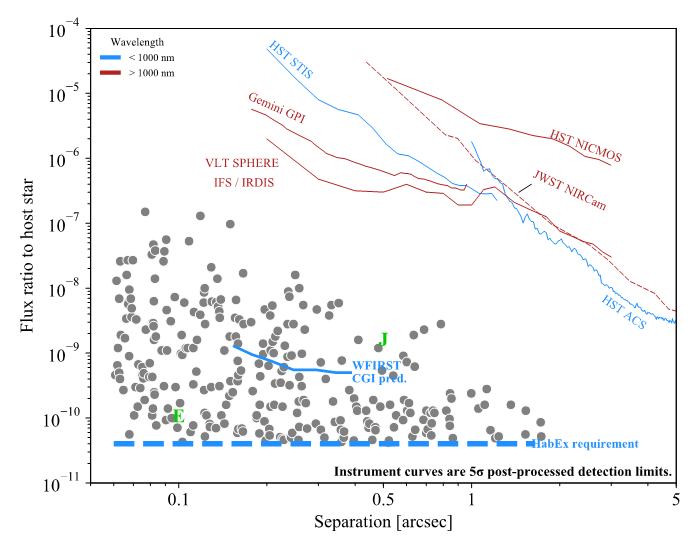 Wavelength
< 1000 nm
> 1000 nm
HST STIS
Gemini GPI
VLT SPHERE
IFS / IRDIS
HST NICMOS
JWST NIRCam
HST ACS
J
E
WFIRST
CGI pred.
HabEx requirement
Instrument curves are 5σ post-processed detection limits.
Flux ratio to host star
10⁻⁴
10⁻⁵
10⁻⁶
10⁻⁷
10⁻⁸
10⁻⁹
10⁻¹⁰
10⁻¹¹
0.1
0.5
1
5
Separation [arcsec]